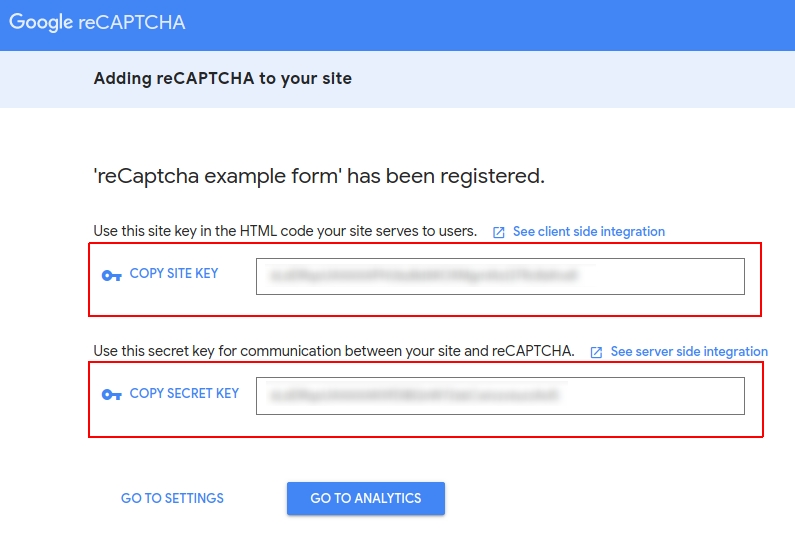 Google reCAPTCHA
Adding reCAPTCHA to your site
'reCaptcha example form' has been registered.
Use this site key in the HTML code your site serves to users. See client side integration
COPY SITE KEY
Use this secret key for communication between your site and reCAPTCHA. See server side integration
COPY SECRET KEY
GO TO SETTINGS
GO TO ANALYTICS